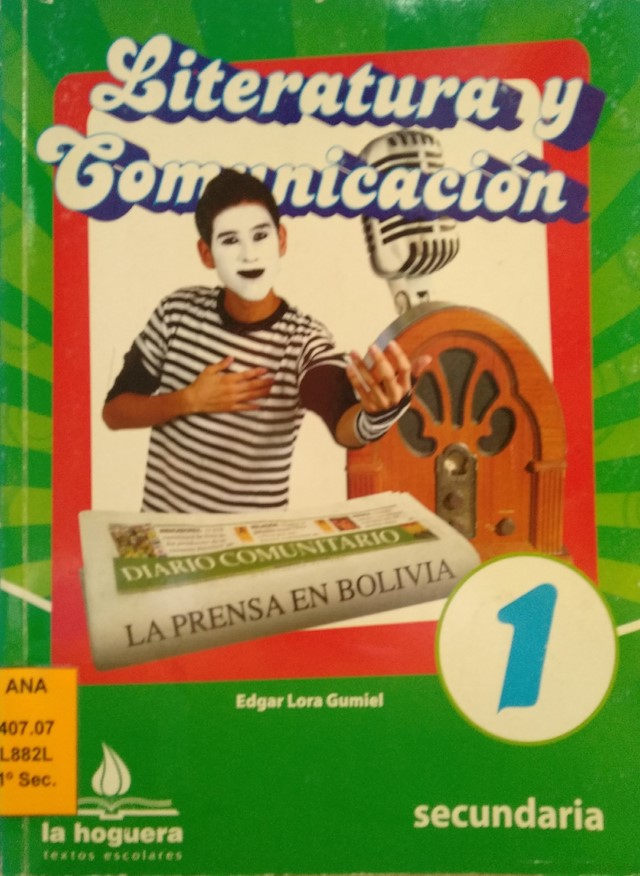 Literatura y
Comunicación
DIARIO COMUNITARIO
LA PRENSA EN BOLIVIA
1
Edgar Lora Gumiel
ANA
407.07
L882L
1º Sec.
la hoguera
textos escolares
secundaria